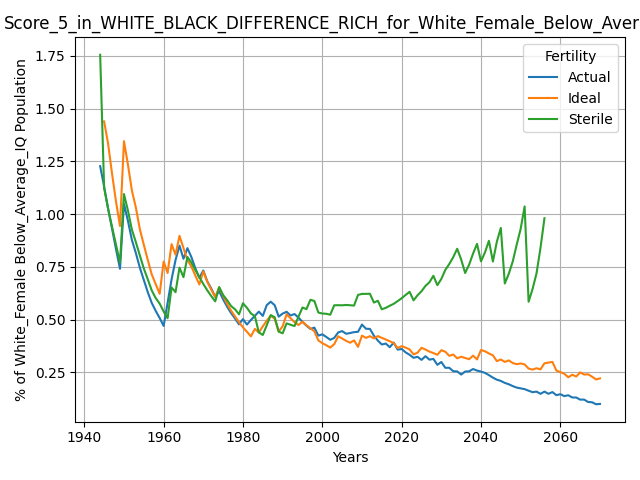 Score_5_in_WHITE_BLACK_DIFFERENCE_RICH_for_White_Female_Below_Aver
Fertility
Actual
Ideal
Sterile
% of White_Female Below_Average_IQ Population
1.75
1.50
1.25
1.00
0.75
0.50
0.25
1940 1960 1980 2000 2020 2040 2060
Years